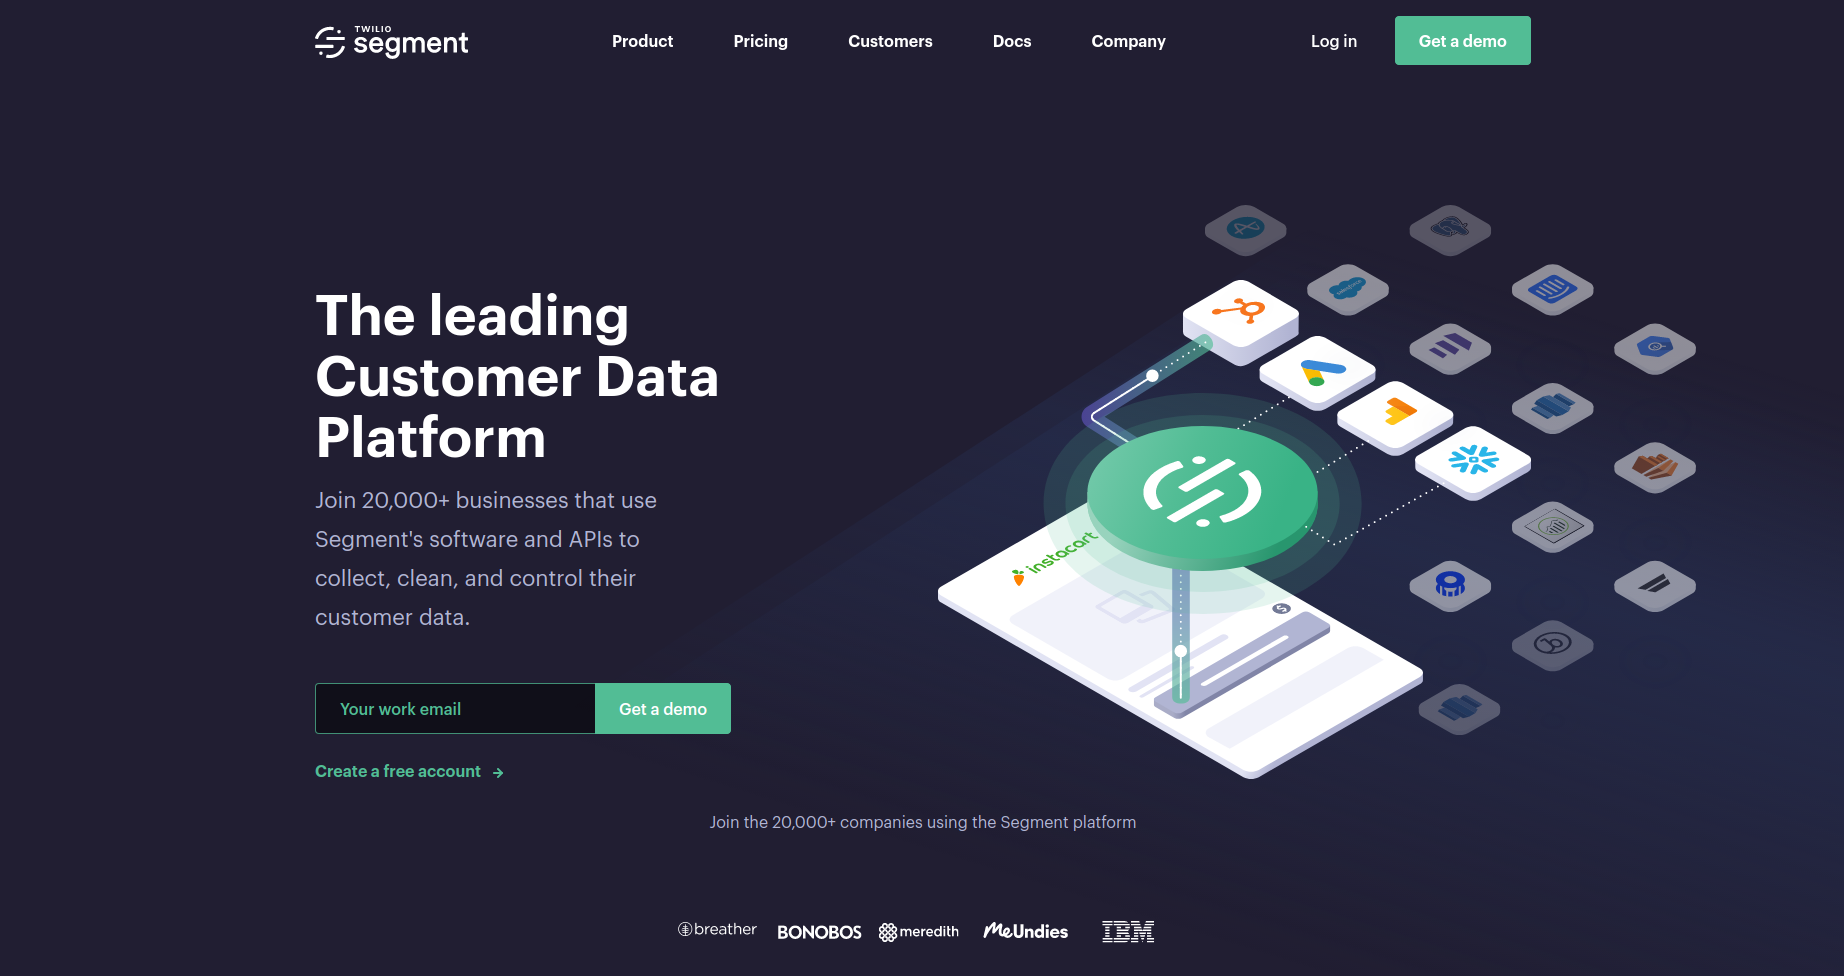 TWILIO
segment
Product
Pricing
Customers
Docs
Company
Log in
Get a demo
The leading
Customer Data
Platform
Join 20,000+ businesses that use
Segment's software and APIs to
collect, clean, and control their
customer data.
Your work email
Get a demo
Create a free account →
instacart
Join the 20,000+ companies using the Segment platform
breather
BONOBOS
meredith
MeUndies
IBM